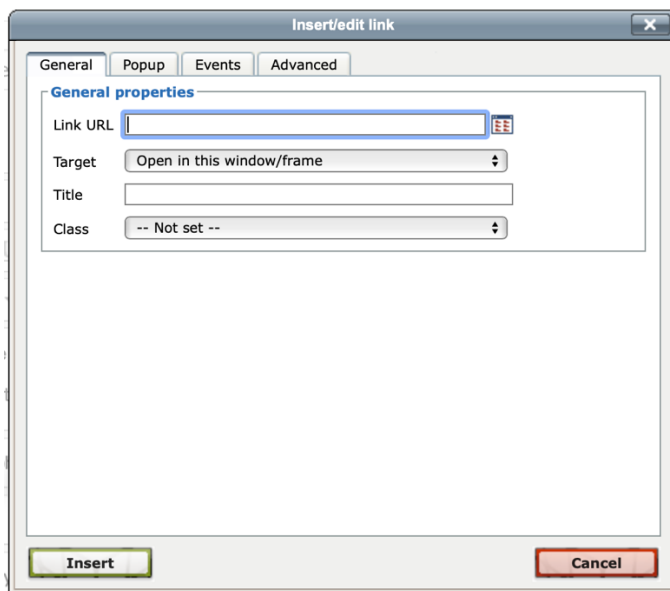 Insert/edit link
General Popup Events Advanced
General properties
Link URL
Target Open in this window/frame
Title
Class -- Not set --
Insert Cancel